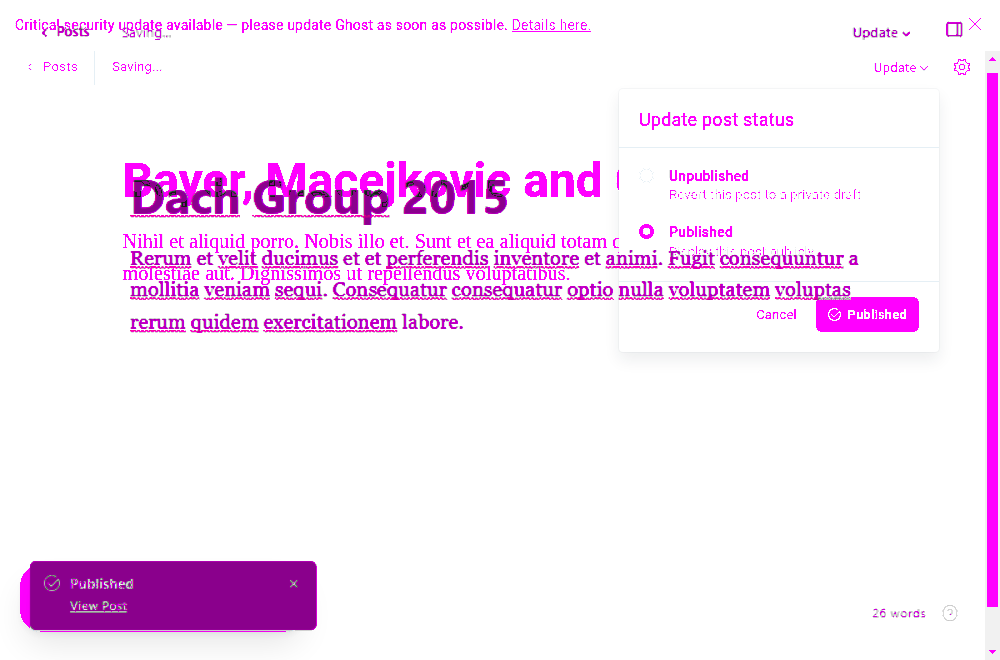 Critical security update available — please update Ghost as soon as possible. Details here.
Posts Saving... Update
Posts Saving... Update
Update post status
Bayer, Macejkovic and
Dach Group 2015
Unpublished
Revert this post to a private draft
Published
Nihil et aliquid porro. Nobis illo et. Sunt et ea aliquid totam
Rerum et velit ducimus et et perferendis inventore et animi. Fugit consequuntur a
molestiae aut. Dignissimos ut repellendus voluptatibus.
mollitia veniam sequi. Consequatur consequatur optio nulla voluptatem voluptas
rerum quidem exercitationem labore.
Cancel Published
Published
View Post
26 words